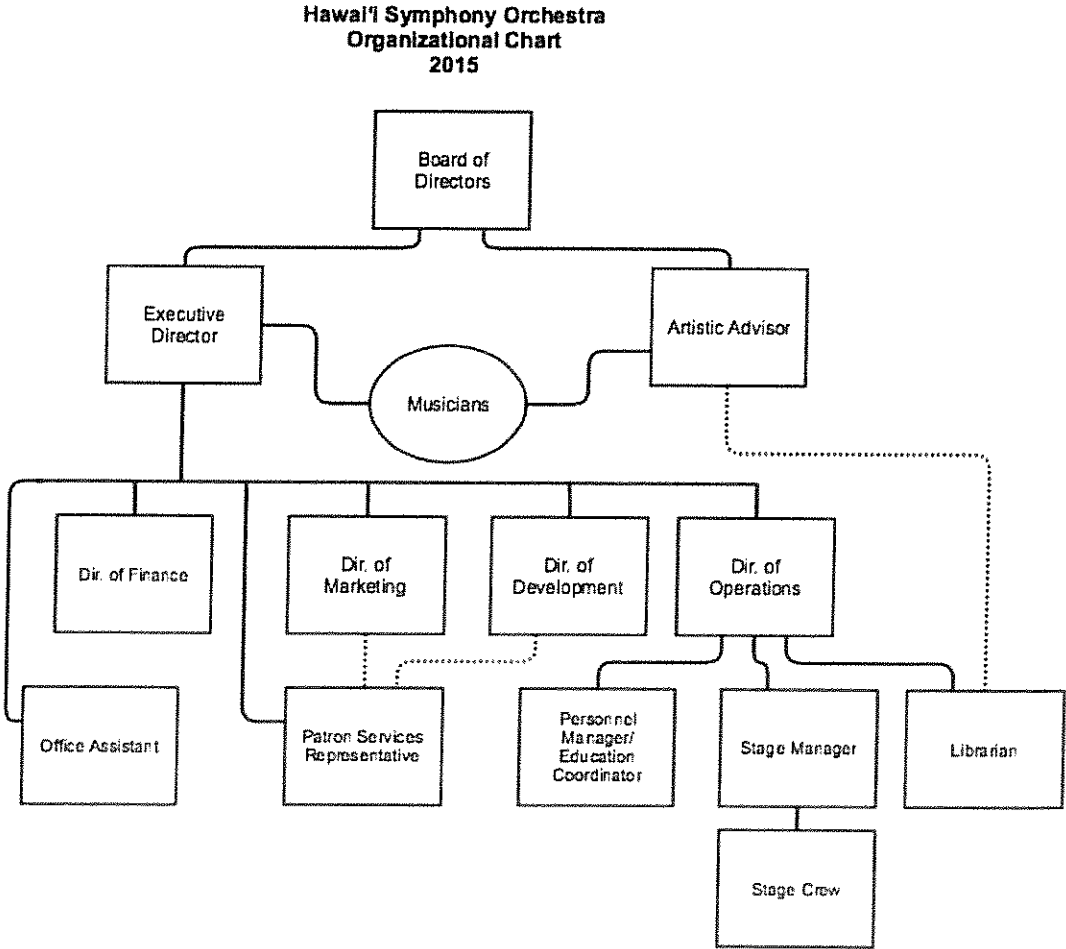 Hawai'i Symphony Orchestra
Organizational Chart
2015
Board of
Directors
Executive
Director
Artistic Advisor
Musicians
Dir. of Finance
Dir. of
Marketing
Dir. of
Development
Dir. of
Operations
Office Assistant
Patron Services
Representative
Personnel
Manager/
Education
Coordinator
Stage Manager
Librarian
Stage Crew